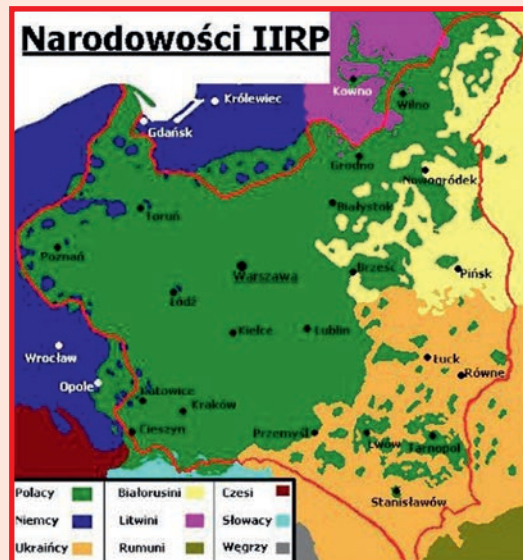 Narodowości IIRP
Kowno
Wilno
Królewiec
Gdańsk
Grodno
Nowogródek
Białystok
Toruń
Poznań
Warszawa
Brześć
Pińsk
Łódź
Kielce
Lublin
Wrocław
Łuck
Równe
Opole
Katowice
Kraków
Cieszyn
Przemyśl
Lwów
Tarnopol
Stanisławów
Polacy Białorusini Czesi
Niemcy Litwini Słowacy
Ukraińcy Rumuni Węgrzy